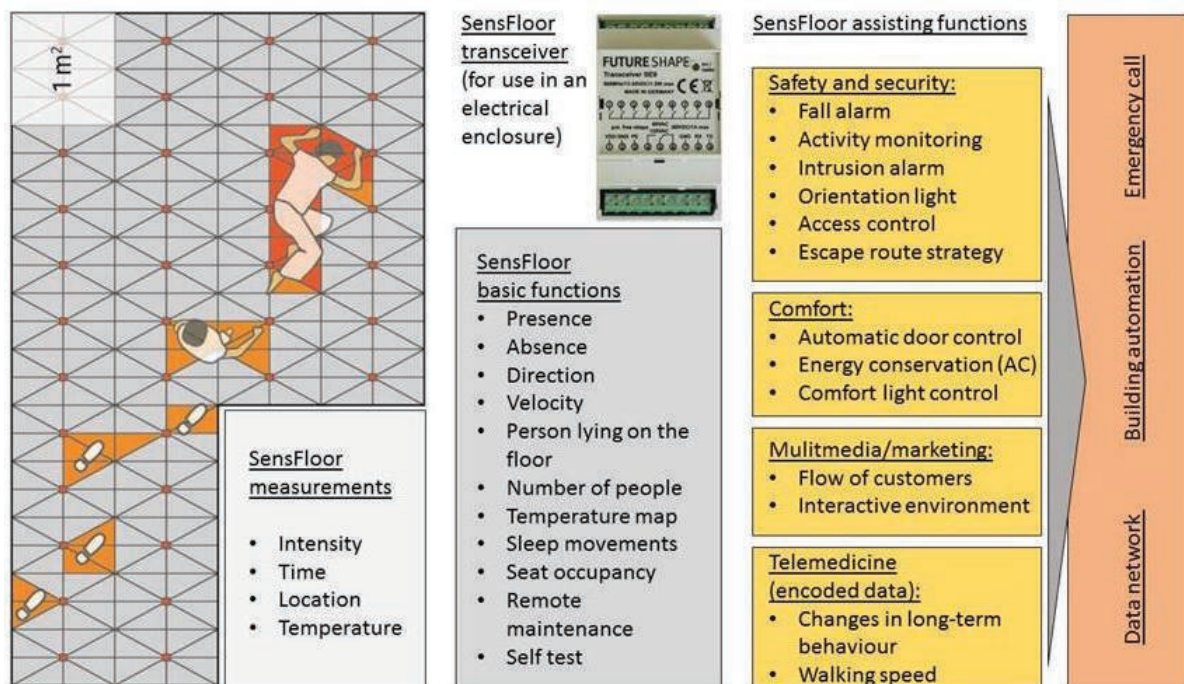 1 m²
SensFloor
measurements
• Intensity
• Time
• Location
• Temperature
SensFloor
transceiver
(for use in an
electrical
enclosure)
FUTURE SHAPE
Transceiver SE9
MADE IN GERMANY
SensFloor
basic functions
• Presence
• Absence
• Direction
• Velocity
• Person lying on the
floor
• Number of people
• Temperature map
• Sleep movements
• Seat occupancy
• Remote
maintenance
• Self test
SensFloor assisting functions
Safety and security:
• Fall alarm
• Activity monitoring
• Intrusion alarm
• Orientation light
• Access control
• Escape route strategy
Comfort:
• Automatic door control
• Energy conservation (AC)
• Comfort light control
Mulitmedia/marketing:
• Flow of customers
• Interactive environment
Telemedicine
(encoded data):
• Changes in long-term
behaviour
• Walking speed
Emergency call
Building automation
Data network